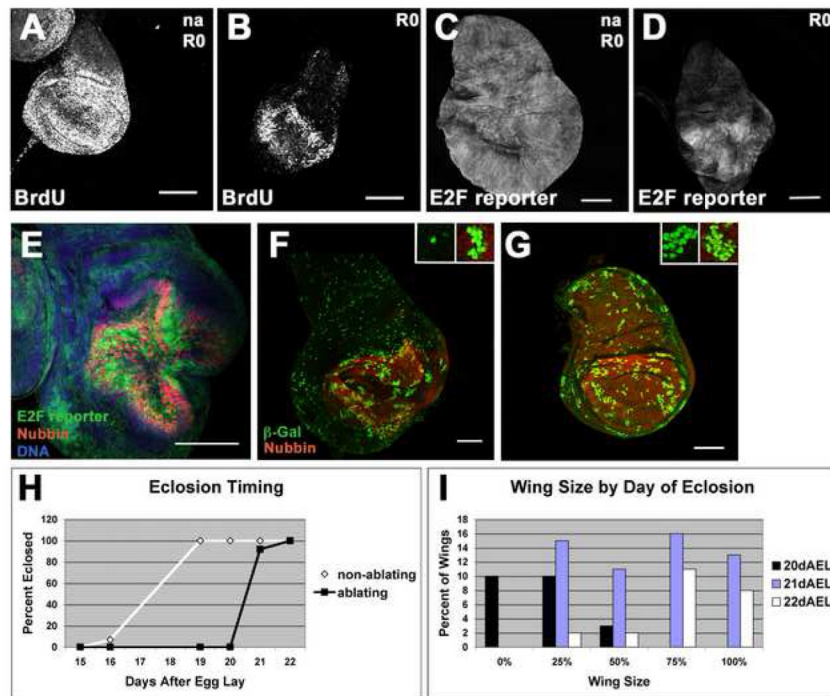 A
na
R0
BrdU
B
R0
BrdU
C
na
R0
E2F reporter
D
R0
E2F reporter
E
E2F reporter
Nubbin
DNA
F
β-Gal
Nubbin
G
H
Eclosion Timing
Percent Eclosed
120
100
80
60
40
20
0
15 16 17 18 19 20 21 22
Days After Egg Lay
non-ablating
ablating
I
Wing Size by Day of Eclosion
Percent of Wings
18
16
14
12
10
8
6
4
2
0
0% 25% 50% 75% 100%
Wing Size
20dAEL
21dAEL
22dAEL